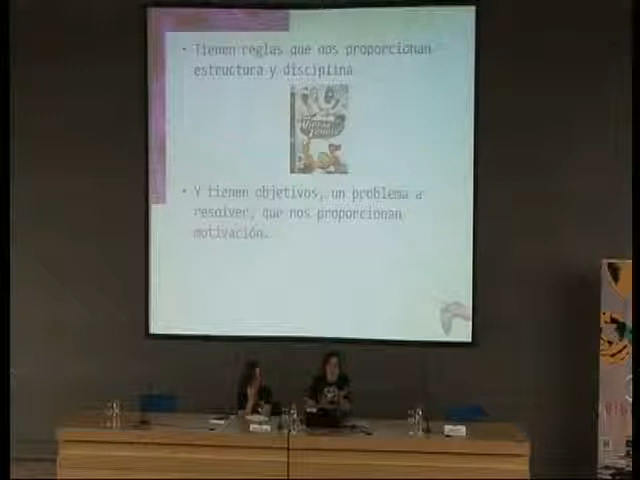 • Tienen reglas que nos proporcionan
estructura y disciplina
• Y tienen objetivos, un problema a
resolver, que nos proporcionan
motivación.